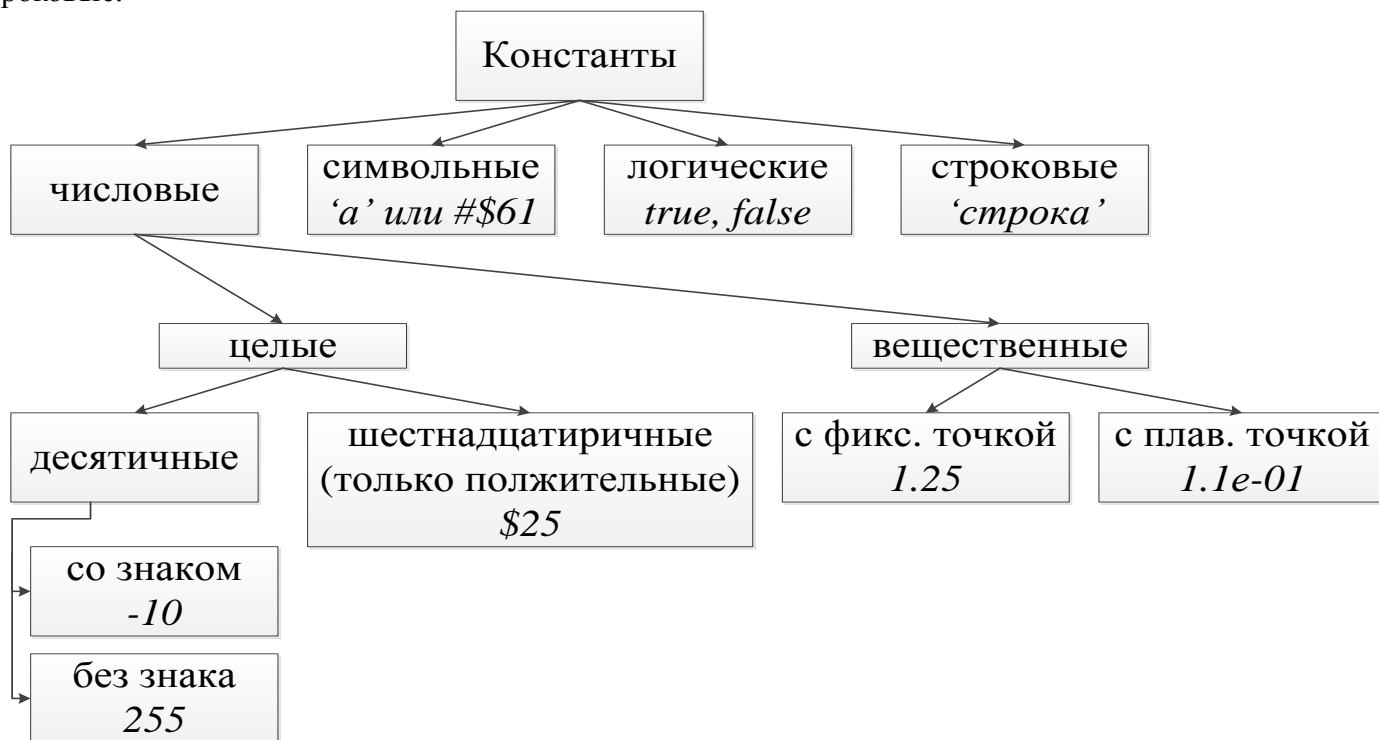 Константы
числовые
символьные
‘а’ или #$61
логические
true, false
строковые
‘строка’
целые
вещественные
десятичные
шестнадцатиричные
(только полжительные)
$25
с фикс. точкой
1.25
с плав. точкой
1.1e-01
со знаком
-10
без знака
255